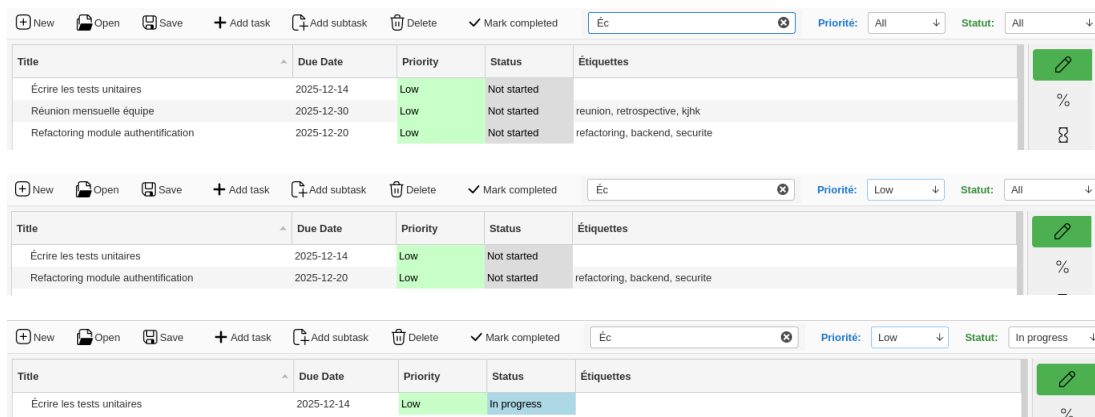 New Open Save Add task Add subtask Delete Mark completed Éc Priorité: All Statut: All
Title Due Date Priority Status Étiquettes
Écrire les tests unitaires 2025-12-14 Low Not started
Réunion mensuelle équipe 2025-12-30 Low Not started reunion, retrospective, kjhk
Refactoring module authentification 2025-12-20 Low Not started refactoring, backend, securite
%
New Open Save Add task Add subtask Delete Mark completed Éc Priorité: Low Statut: All
Title Due Date Priority Status Étiquettes
Écrire les tests unitaires 2025-12-14 Low Not started
Refactoring module authentification 2025-12-20 Low Not started refactoring, backend, securite
%
New Open Save Add task Add subtask Delete Mark completed Éc Priorité: Low Statut: In progress
Title Due Date Priority Status Étiquettes
Écrire les tests unitaires 2025-12-14 Low In progress
%